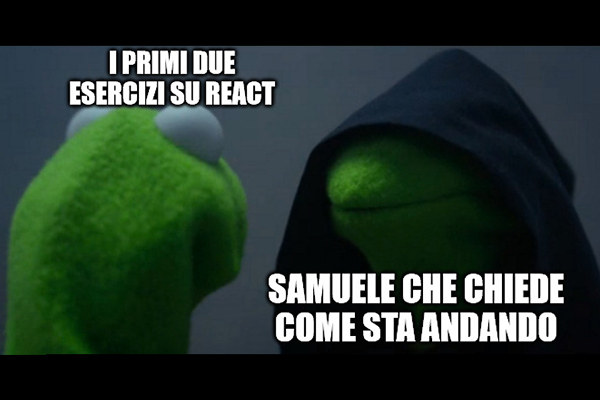 I PRIMI DUE
ESERCIZI SU REACT
SAMUELE CHE CHIEDE
COME STA ANDANDO